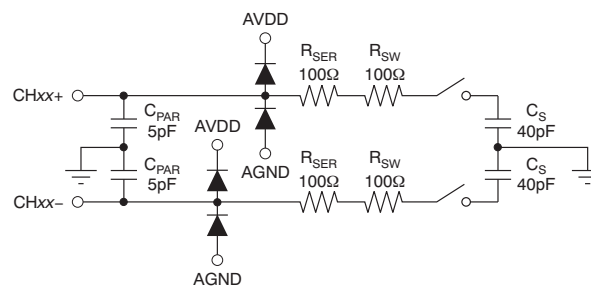 AVDD
R_SER
100Ω
R_SW
100Ω
CHxx+
C_PAR
5pF
AVDD
C_S
40pF
C_PAR
5pF
AGND
R_SER
100Ω
R_SW
100Ω
C_S
40pF
CHxx–
AGND